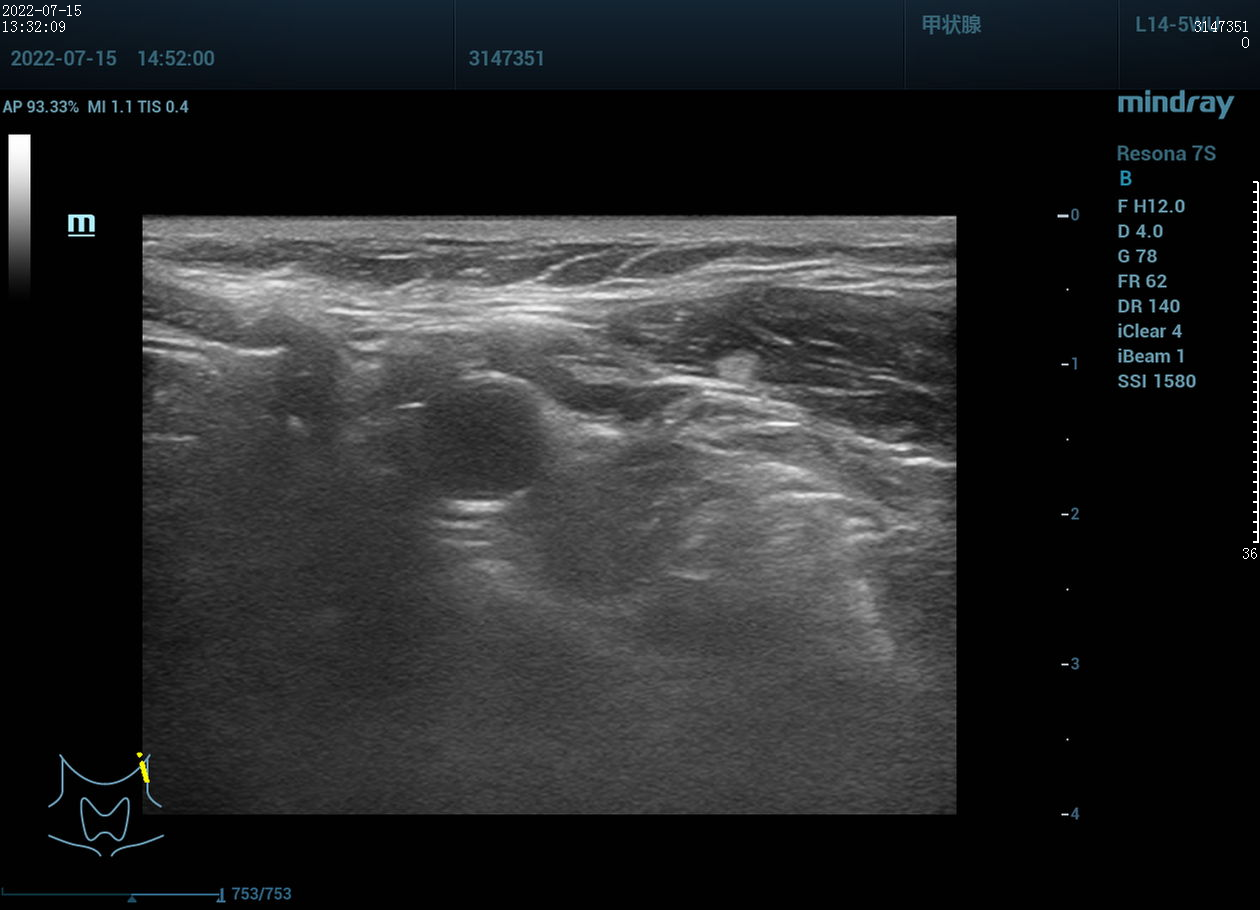 2022-07-15
13:32:09
甲状腺
L14-5WU
3147351
0
2022-07-15 14:52:00
3147351
AP 93.33% MI 1.1 TIS 0.4
mindray
Resona 7S
B
m
F H12.0
D 4.0
G 78
FR 62
DR 140
iClear 4
iBeam 1
SSI 1580
0
1
2
3
4
36
753/753